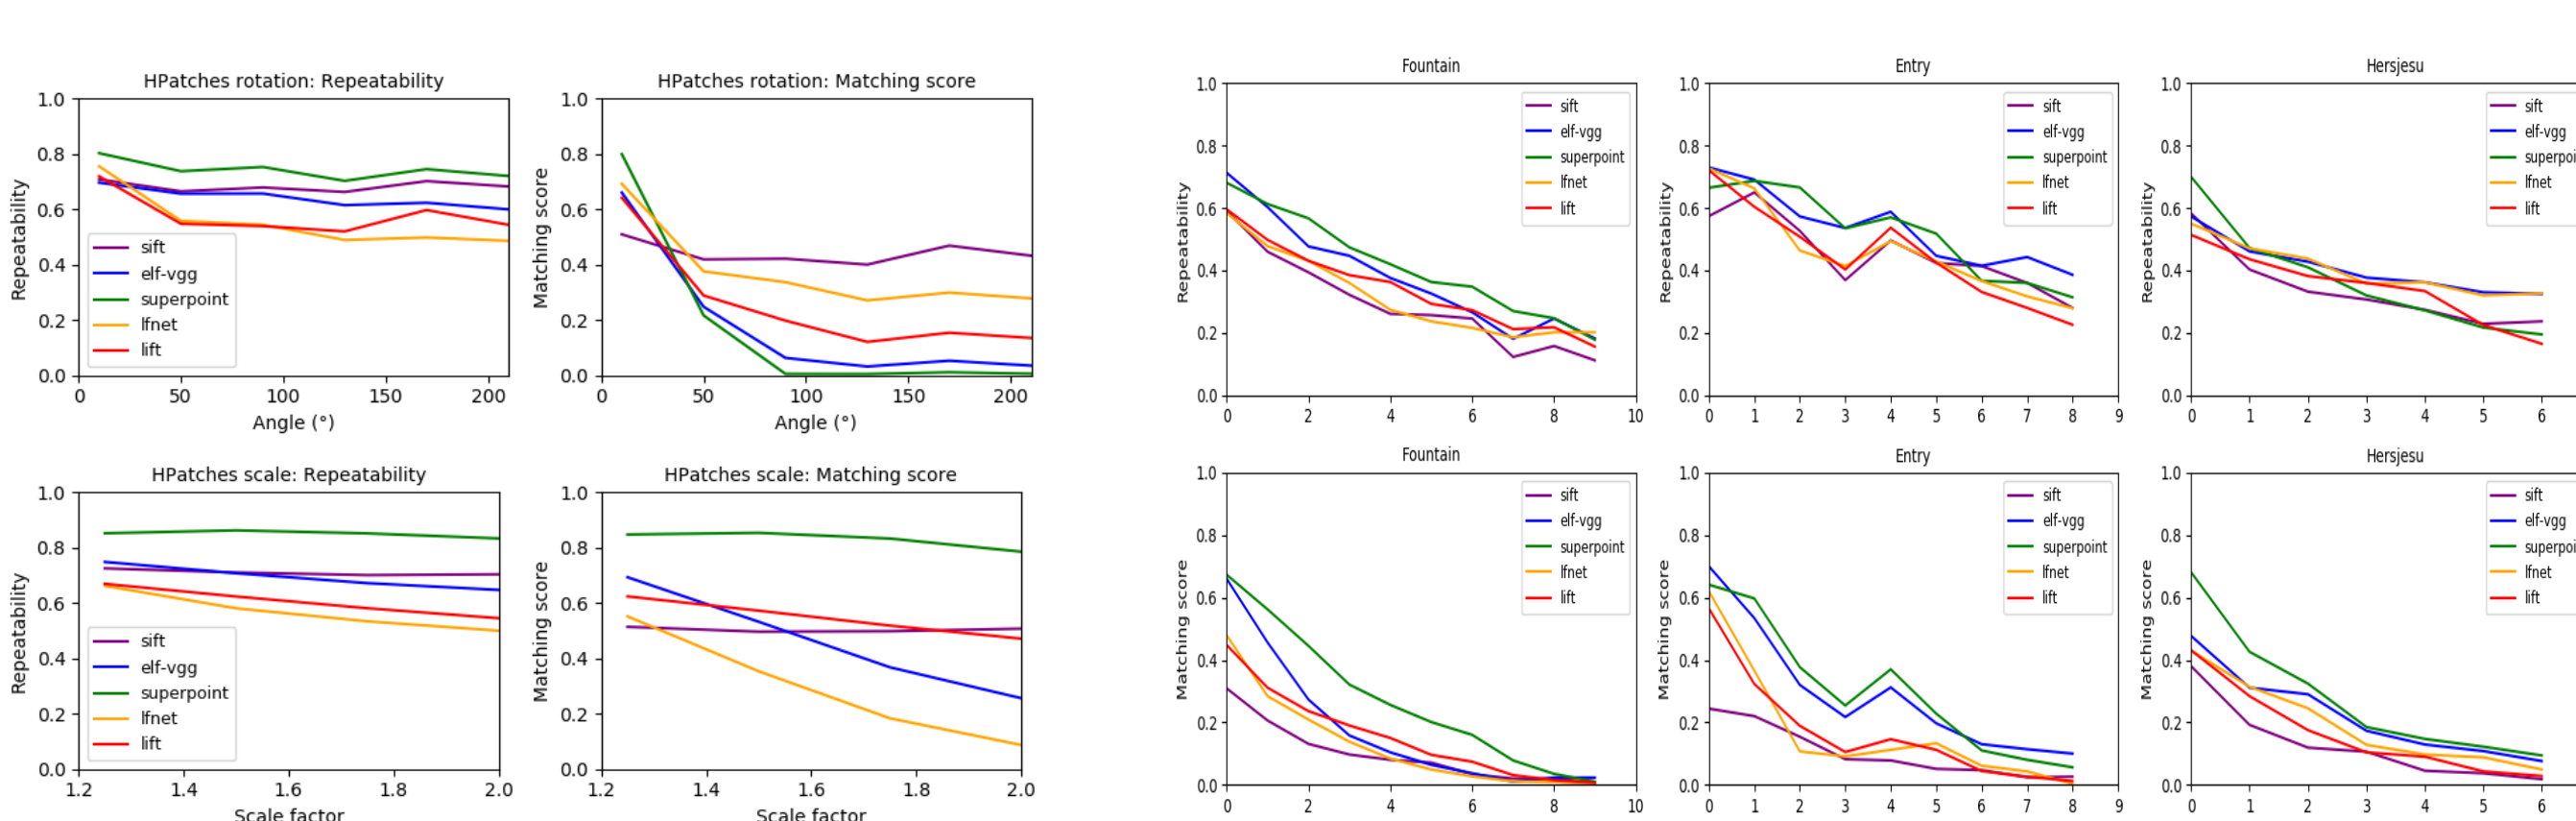 HPatches rotation: Repeatability
1.0
0.8
0.6
0.4
0.2
0.0
Repeatability
sift
elf-vgg
superpoint
lfnet
lift
0 50 100 150 200
Angle (°)
HPatches rotation: Matching score
1.0
0.8
0.6
0.4
0.2
0.0
Matching score
0 50 100 150 200
Angle (°)
Fountain
1.0
0.8
0.6
0.4
0.2
0.0
Repeatability
sift
elf-vgg
superpoint
lfnet
lift
0 2 4 6 8 10
Entry
1.0
0.8
0.6
0.4
0.2
0.0
Repeatability
sift
elf-vgg
superpoint
lfnet
lift
0 1 2 3 4 5 6 7 8 9
Hersjesu
1.0
0.8
0.6
0.4
0.2
0.0
Repeatability
sift
elf-vgg
superpoi
lfnet
lift
0 1 2 3 4 5 6
HPatches scale: Repeatability
1.0
0.8
0.6
0.4
0.2
0.0
Repeatability
sift
elf-vgg
superpoint
lfnet
lift
1.2 1.4 1.6 1.8 2.0
Scale factor
HPatches scale: Matching score
1.0
0.8
0.6
0.4
0.2
0.0
Matching score
1.2 1.4 1.6 1.8 2.0
Scale factor
Fountain
1.0
0.8
0.6
0.4
0.2
0.0
Matching score
sift
elf-vgg
superpoint
lfnet
lift
0 2 4 6 8 10
Entry
1.0
0.8
0.6
0.4
0.2
0.0
Matching score
sift
elf-vgg
superpoint
lfnet
lift
0 1 2 3 4 5 6 7 8 9
Hersjesu
1.0
0.8
0.6
0.4
0.2
0.0
Matching score
sift
elf-vgg
superpoi
lfnet
lift
0 1 2 3 4 5 6